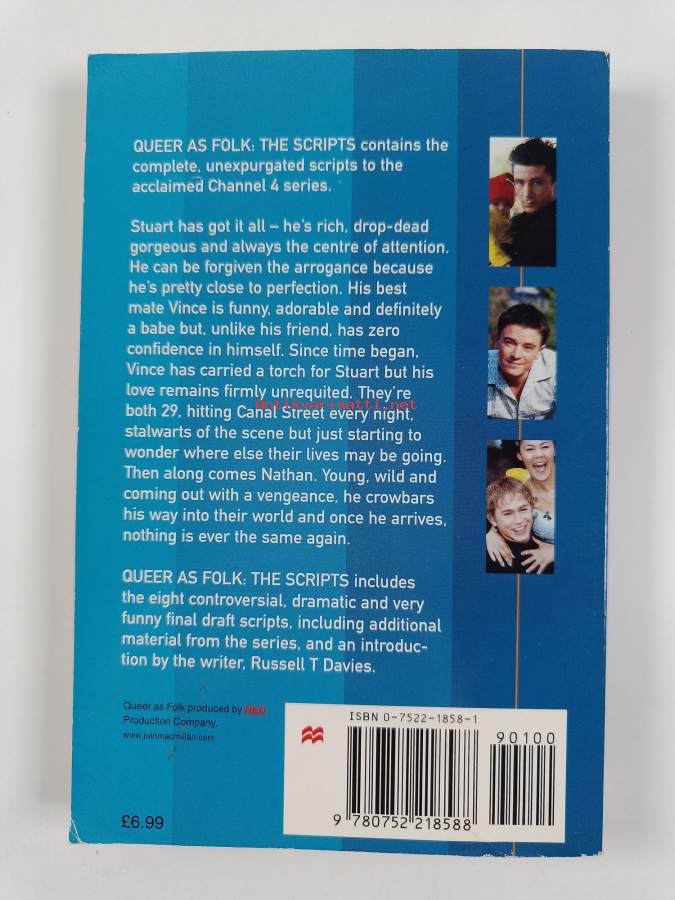 QUEER AS FOLK: THE SCRIPTS contains the
complete, unexpurgated scripts to the
acclaimed Channel 4 series.
Stuart has got it all – he's rich, drop-dead
gorgeous and always the centre of attention.
He can be forgiven the arrogance because
he's pretty close to perfection. His best
mate Vince is funny, adorable and definitely
a babe but, unlike his friend, has zero
confidence in himself. Since time began,
Vince has carried a torch for Stuart but his
love remains firmly unrequited. They're
Antikvariaatti.net
both 29, hitting Canal Street every night,
stalwarts of the scene but just starting to
wonder where else their lives may be going.
Then along comes Nathan. Young, wild and
coming out with a vengeance, he crowbars
his way into their world and once he arrives,
nothing is ever the same again.
QUEER AS FOLK: THE SCRIPTS includes
the eight controversial, dramatic and very
funny final draft scripts, including additional
material from the series, and an introduc-
tion by the writer, Russell T Davies.
Queer as Folk produced by RED
Production Company.
www.panmacmillan.com
£6.99
ISBN 0-7522-1858-1
90100
9 780752 218588